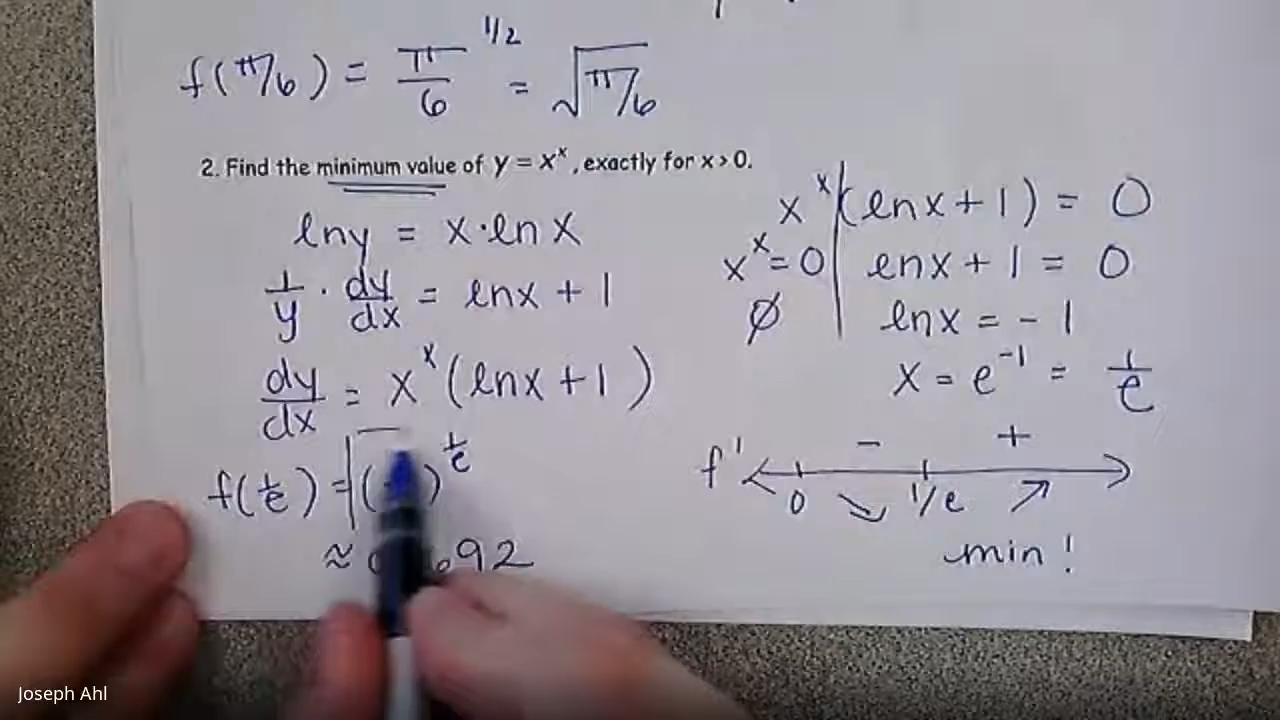 f(π/6) = π/6 ^1/2 = √π/6
2. Find the minimum value of y = x^x, exactly for x > 0.
ln y = x·ln x
1/y · dy/dx = ln x + 1
dy/dx = x^x (ln x + 1)
f(1/e) = ( )^1/e
≈ 692
x^x (ln x + 1) = 0
x^x = 0 | ln x + 1 = 0
∅ ln x = -1
x = e^-1 = 1/e
- +
f' 0 ↘ 1/e ↗
min!
Joseph Ahl